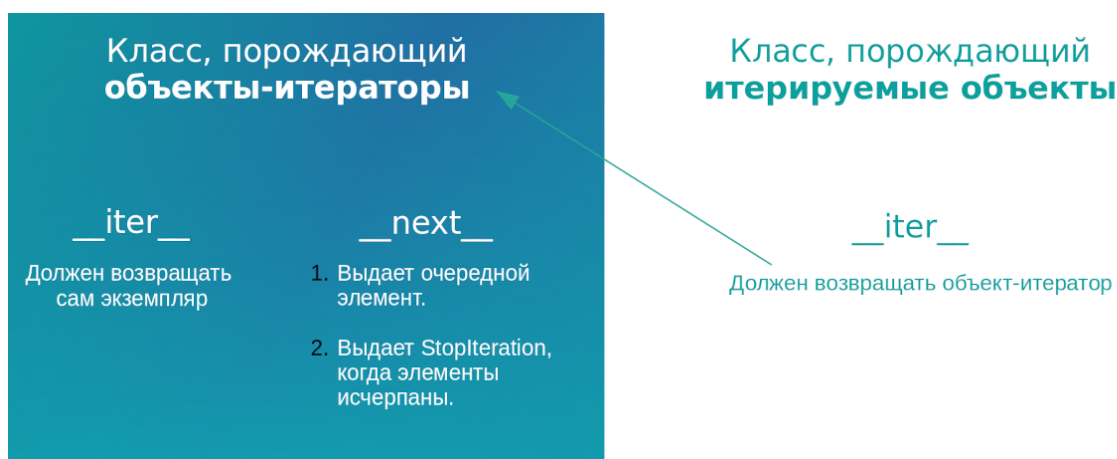 Класс, порождающий
объекты-итераторы
__iter__
Должен возвращать
сам экземпляр
__next__
1. Выдает очередной
элемент.
2. Выдает StopIteration,
когда элементы
исчерпаны.
Класс, порождающий
итерируемые объекты
__iter__
Должен возвращать объект-итератор